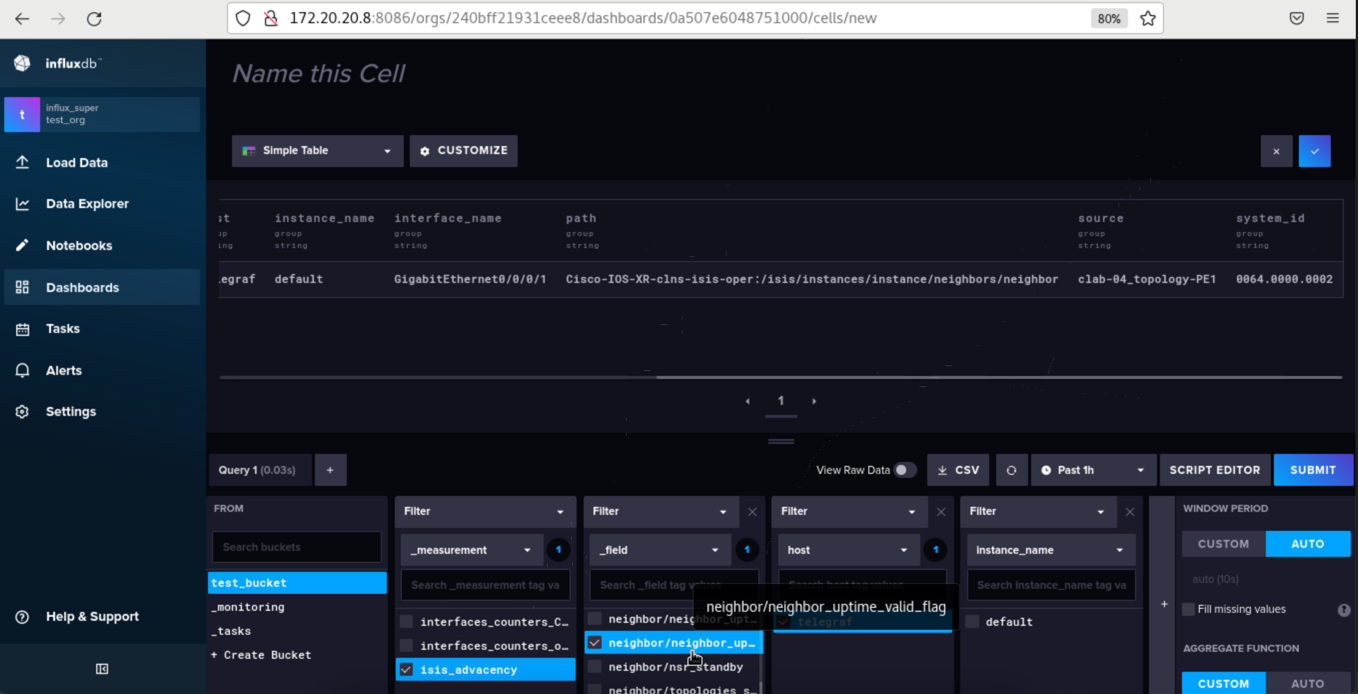 172.20.20.8:8086/orgs/240bff21931ceee8/dashboards/0a507e6048751000/cells/new
80%
influxdb™
t
influx_super
test_org
Load Data
Data Explorer
Notebooks
Dashboards
Tasks
Alerts
Settings
Help & Support
Name this Cell
Simple Table
CUSTOMIZE
st instance_name interface_name path source system_id
up group group group group group
ing string string string string string
legraf default GigabitEthernet0/0/0/1 Cisco-IOS-XR-clns-isis-oper:/isis/instances/instance/neighbors/neighbor clab-04_topology-PE1 0064.0000.0002
1
Query 1 (0.03s)
+
View Raw Data
CSV
Past 1h
SCRIPT EDITOR
SUBMIT
FROM
Search buckets
test_bucket
_monitoring
_tasks
+ Create Bucket
Filter
_measurement
1
Search _measurement tag va
interfaces_counters_C…
interfaces_counters_o…
isis_advacency
Filter
_field
1
Search _field tag values
neighbor/neighbor_upt…
neighbor/neighbor_up…
neighbor/nsr_standby
neighbor/topologies_s…
neighbor/neighbor_uptime_valid_flag
Filter
host
1
Search host tag values
telegraf
Filter
instance_name
Search instance_name tag va
default
+
WINDOW PERIOD
CUSTOM
AUTO
auto (10s)
Fill missing values
?
AGGREGATE FUNCTION
CUSTOM
AUTO